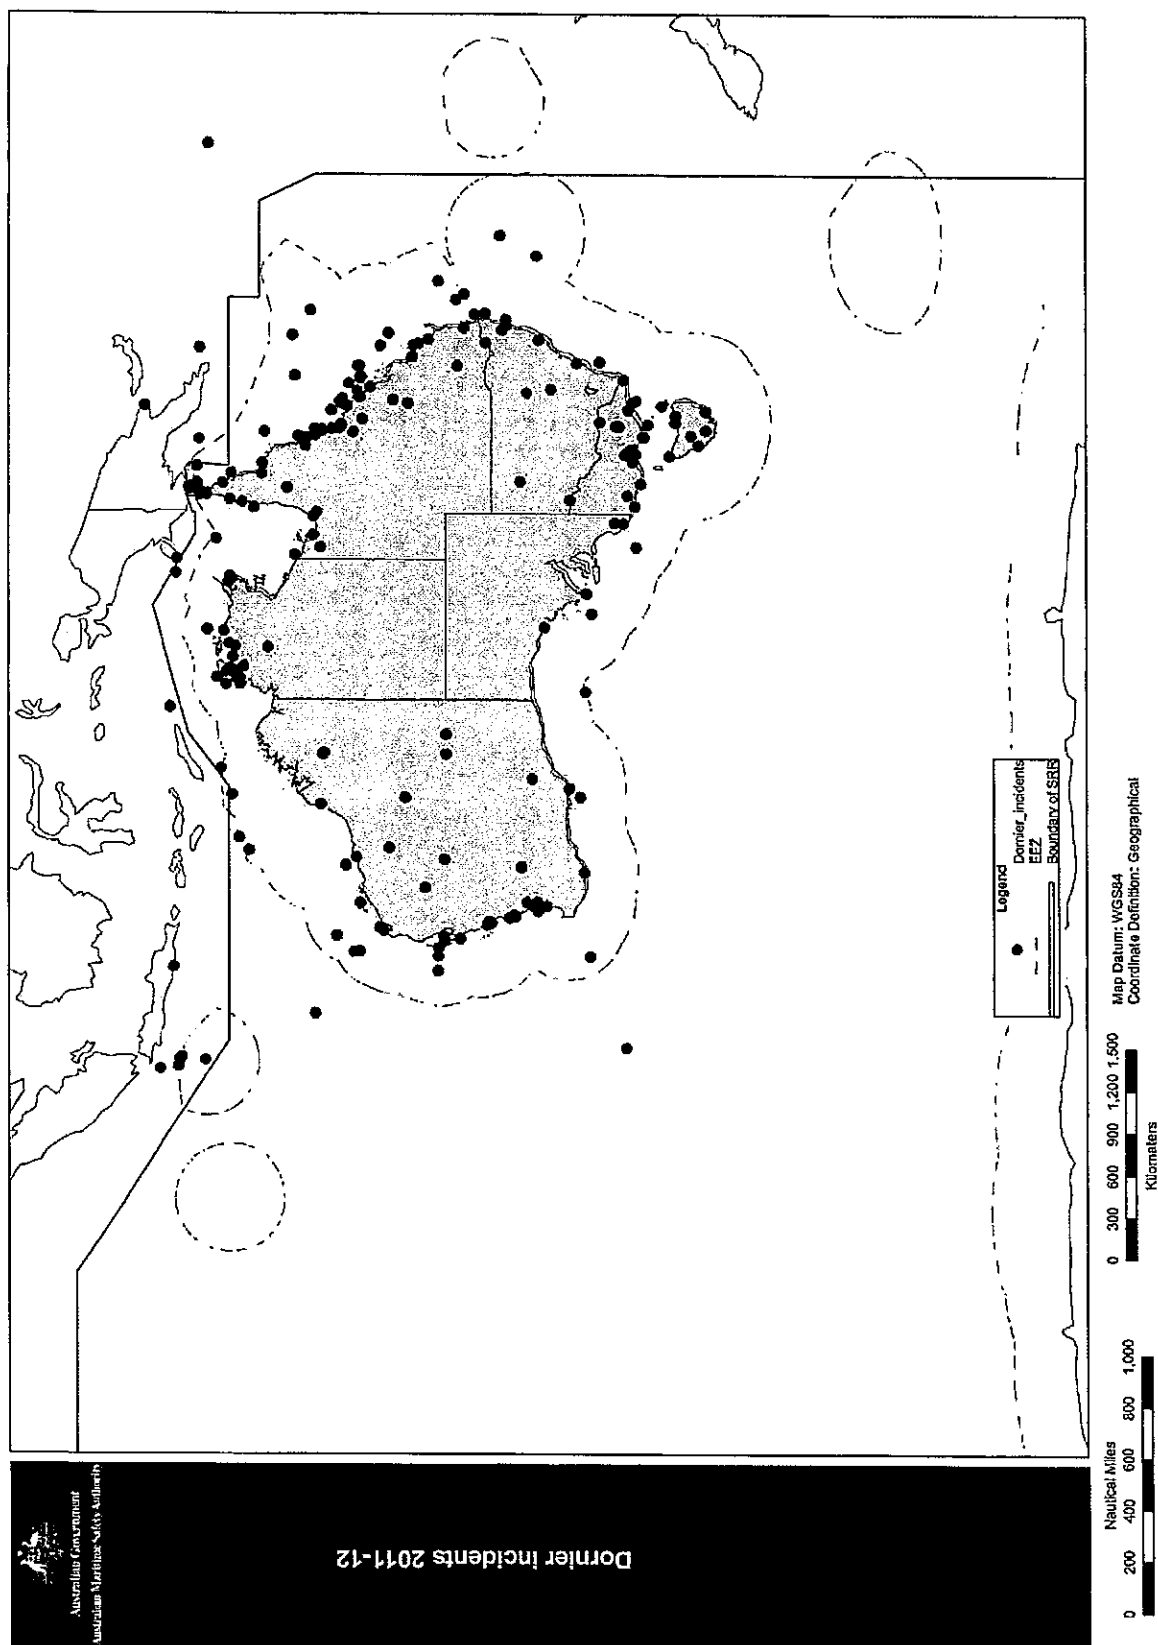 Australian Government
Australian Maritime Safety Authority
Dornier incidents 2011-12
Legend
Dornier_incidents
EEZ
Boundary of SRR
Map Datum: WGS84
Coordinate Definition: Geographical
0 300 600 900 1,200 1,500
Kilometers
Nautical Miles
0 200 400 600 800 1,000